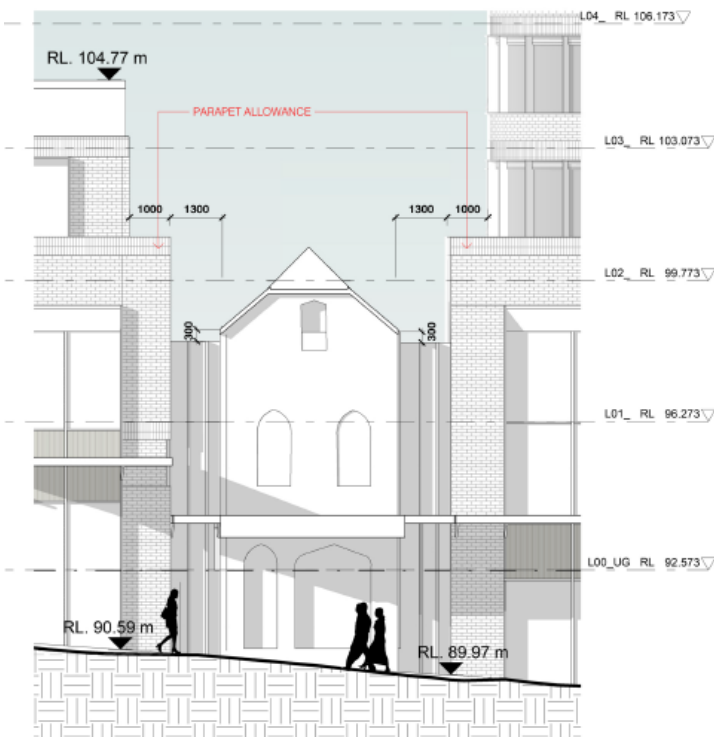 L04_ RL 106.173
RL. 104.77 m
PARAPET ALLOWANCE
L03_ RL 103.073
1000 1300 1300 1000
L02_ RL 99.773
300 300
L01_ RL 96.273
L00_UG RL 92.573
RL. 90.59 m
RL. 89.97 m